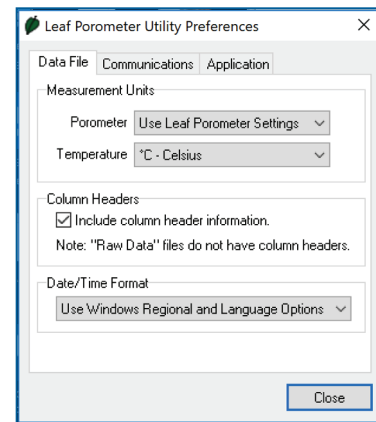 Leaf Porometer Utility Preferences
Data File Communications Application
Measurement Units
Porometer Use Leaf Porometer Settings
Temperature °C - Celsius
Column Headers
Include column header information.
Note: "Raw Data" files do not have column headers.
Date/Time Format
Use Windows Regional and Language Options
Close